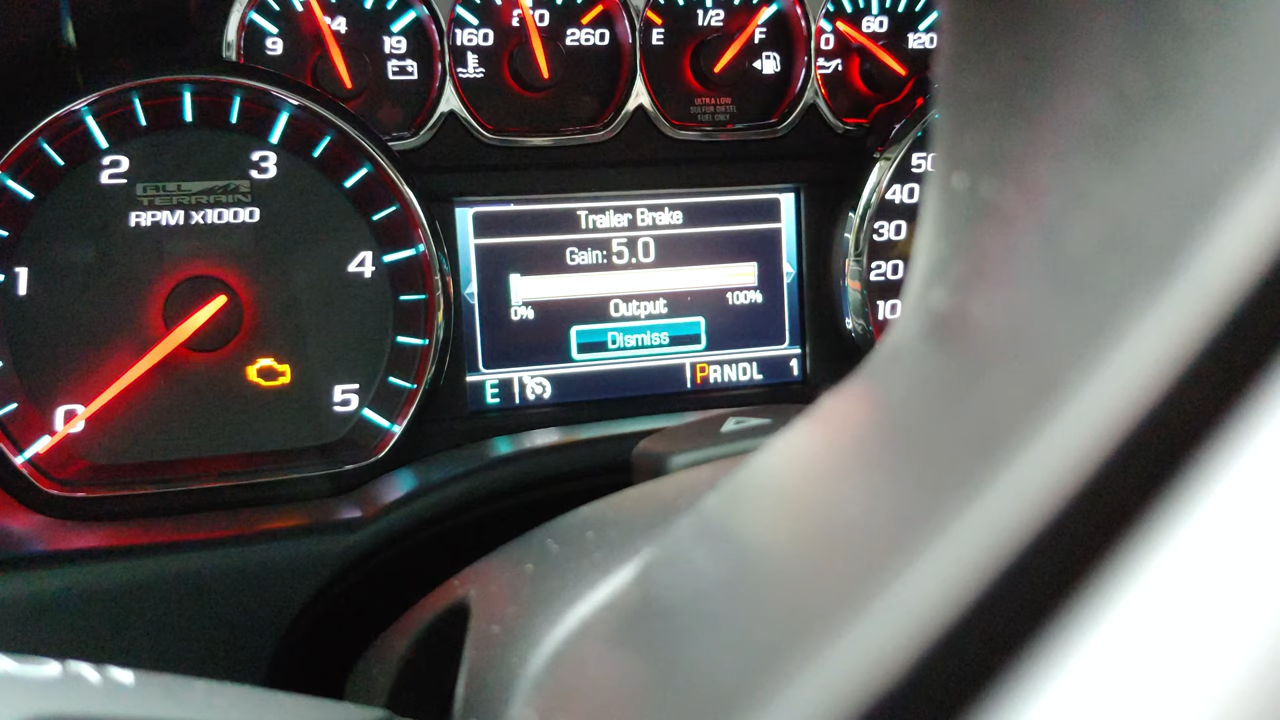 9 14 19
160 210 260
E 1/2 F
0 60 120
ULTRA LOW
SULFUR DIESEL
FUEL ONLY
0 1 2 3 4 5
ALL
TERRAIN
RPM X1000
Trailer Brake
Gain: 5.0
0% 100%
Output
Dismiss
E PRNDL 1
50
40
30
20
10